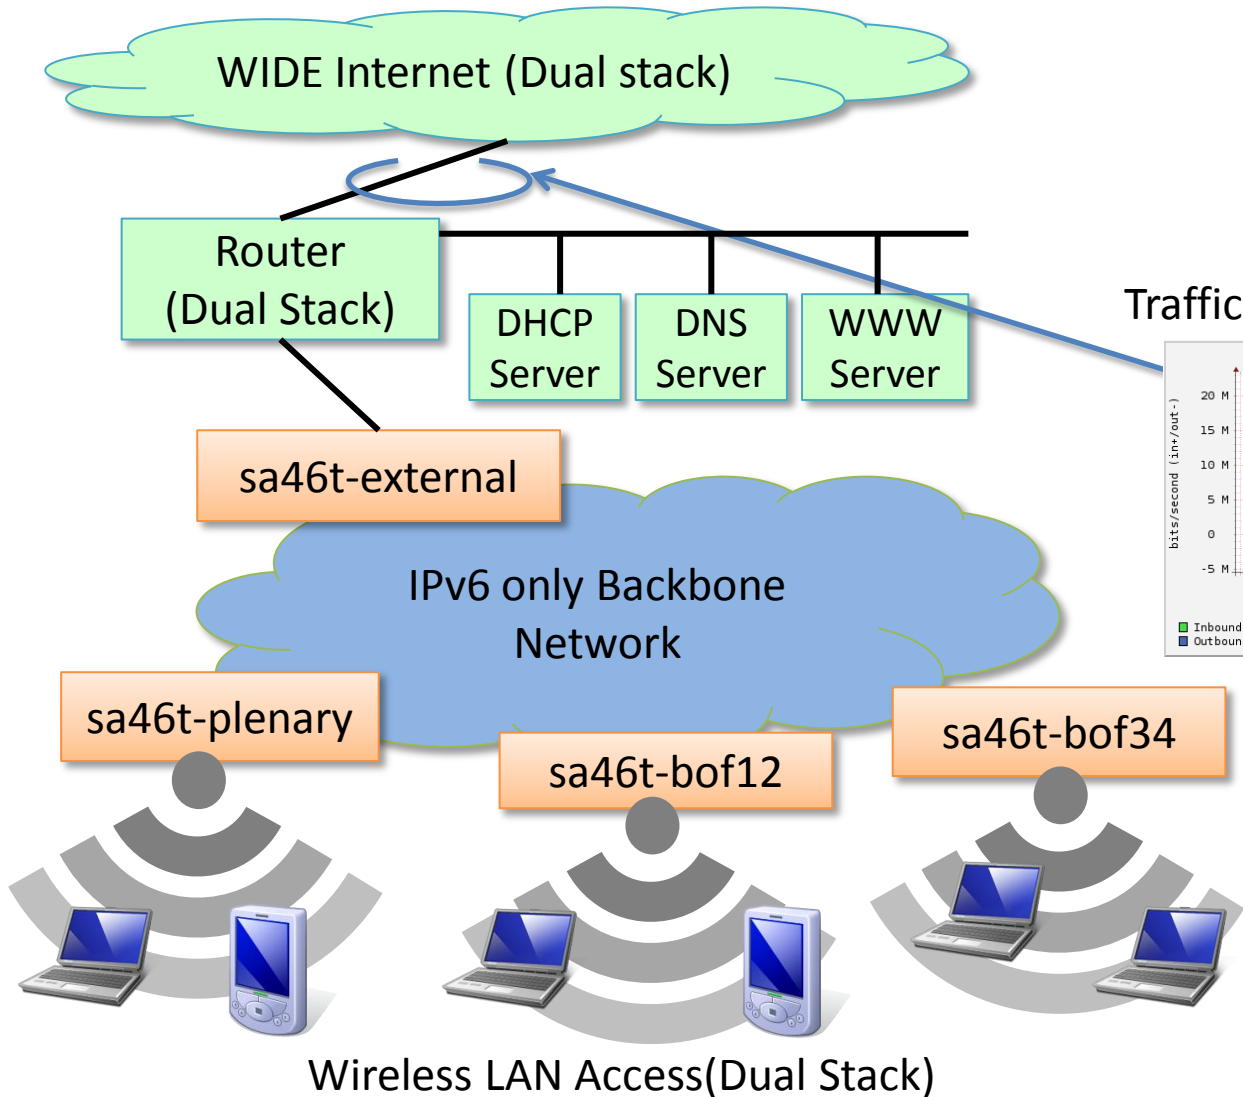 WIDE Internet (Dual stack)
Router
(Dual Stack)
DHCP
Server
DNS
Server
WWW
Server
Traffic
bits/second (in+/out-)
20 M
15 M
10 M
5 M
0
-5 M
Inbound
Outboun
sa46t-external
IPv6 only Backbone
Network
sa46t-plenary
sa46t-bof12
sa46t-bof34
Wireless LAN Access(Dual Stack)